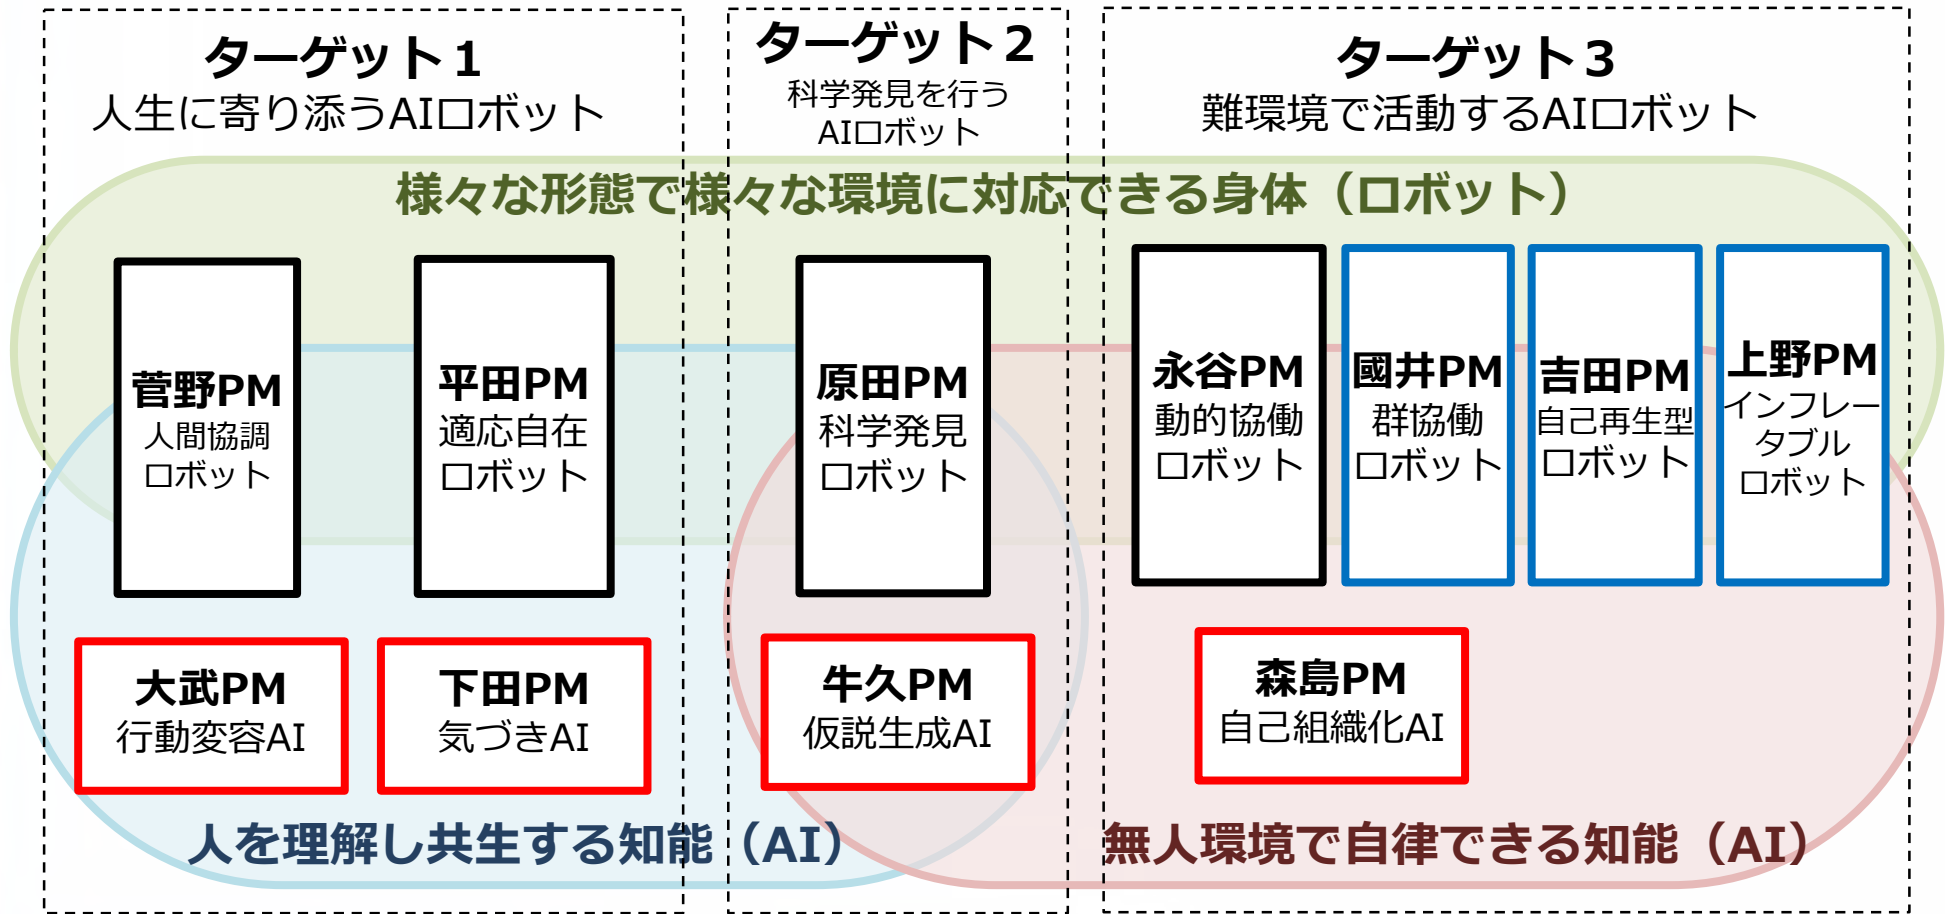 ターゲット1
人生に寄り添うAIロボット
ターゲット2
科学発見を行う
AIロボット
ターゲット3
難環境で活動するAIロボット
様々な形態で様々な環境に対応できる身体（ロボット）
菅野PM
人間協調
ロボット
平田PM
適応自在
ロボット
原田PM
科学発見
ロボット
永谷PM
動的協働
ロボット
國井PM
群協働
ロボット
吉田PM
自己再生型
ロボット
上野PM
インフレー
タブル
ロボット
大武PM
行動変容AI
下田PM
気づきAI
牛久PM
仮説生成AI
森島PM
自己組織化AI
人を理解し共生する知能（AI）
無人環境で自律できる知能（AI）